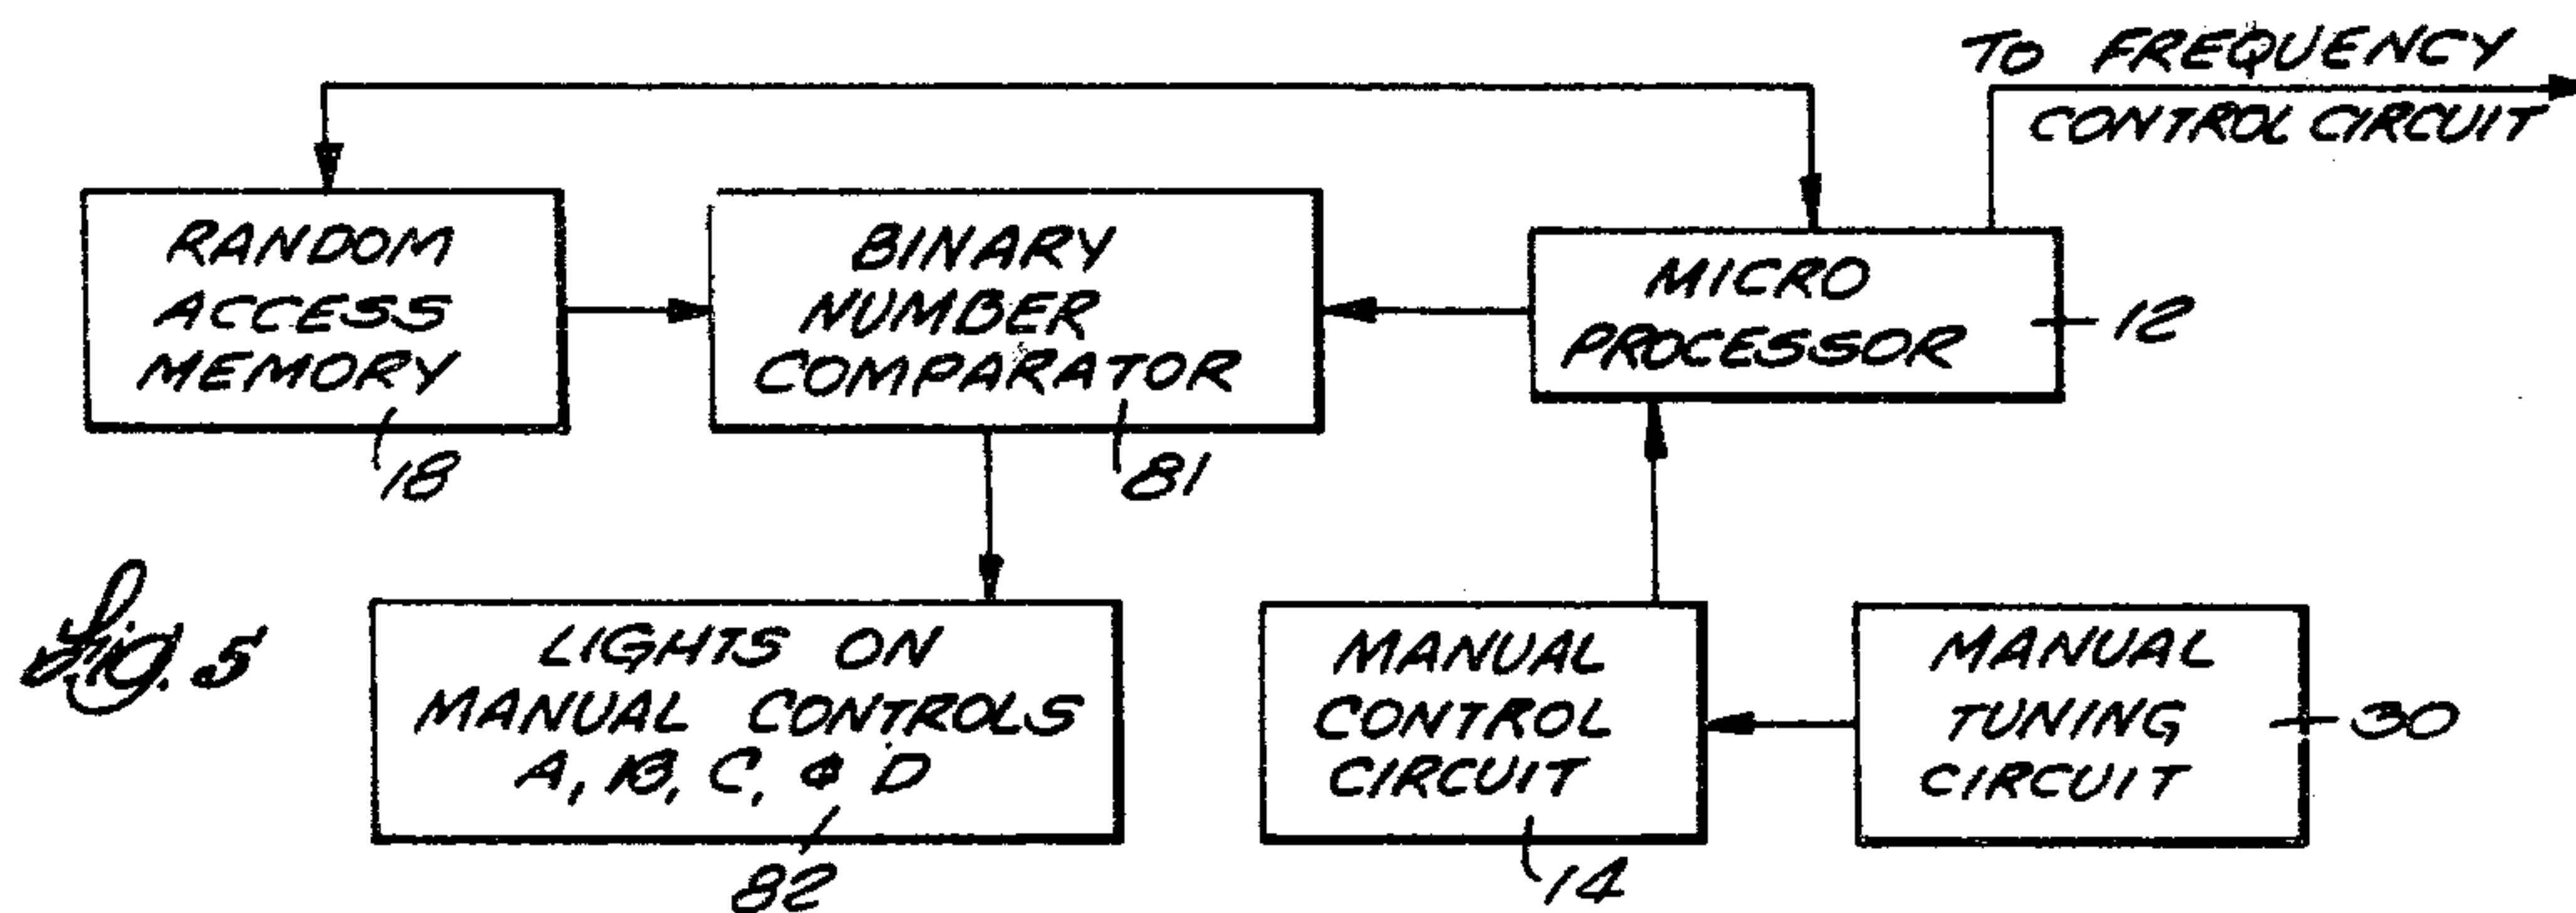 TO FREQUENCY
CONTROL CIRCUIT
RANDOM
ACCESS
MEMORY
18
BINARY
NUMBER
COMPARATOR
81
MICRO
PROCESSOR
12
Fig. 5
LIGHTS ON
MANUAL CONTROLS
A, B, C, & D
82
MANUAL
CONTROL
CIRCUIT
14
MANUAL
TUNING
CIRCUIT
30